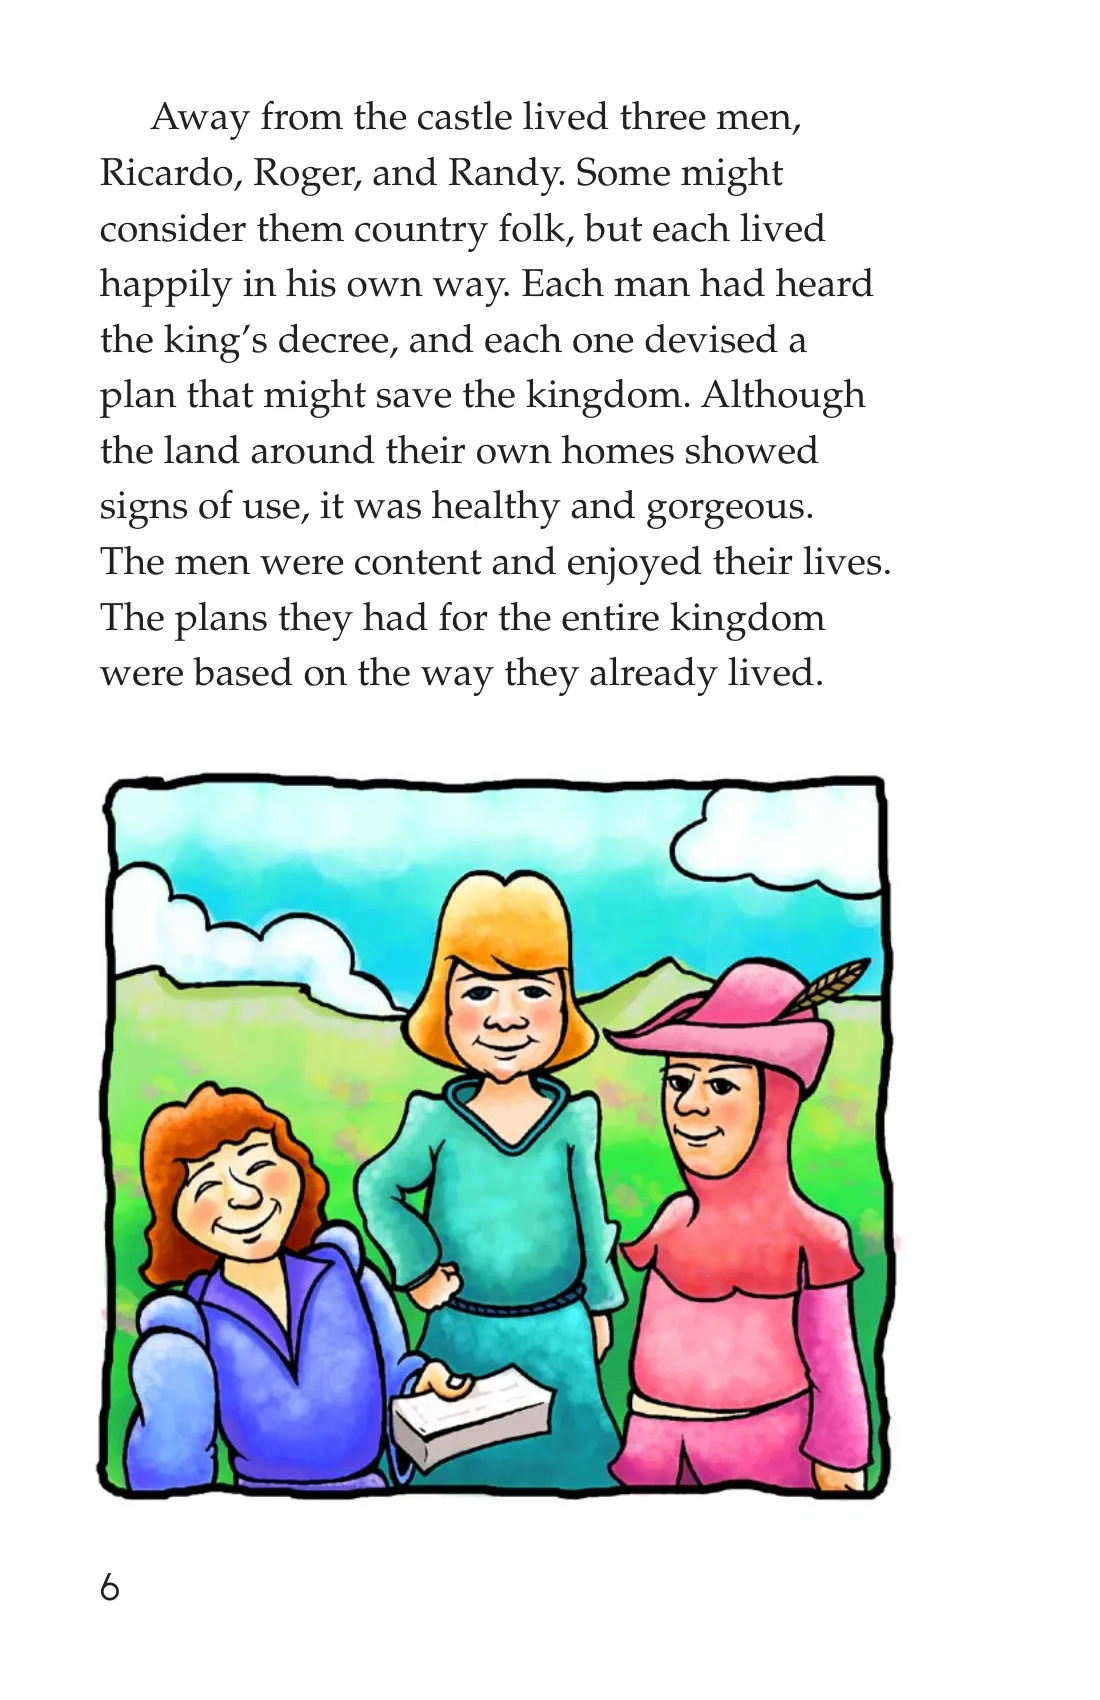 Away from the castle lived three men,
Ricardo, Roger, and Randy. Some might
consider them country folk, but each lived
happily in his own way. Each man had heard
the king’s decree, and each one devised a
plan that might save the kingdom. Although
the land around their own homes showed
signs of use, it was healthy and gorgeous.
The men were content and enjoyed their lives.
The plans they had for the entire kingdom
were based on the way they already lived.
6